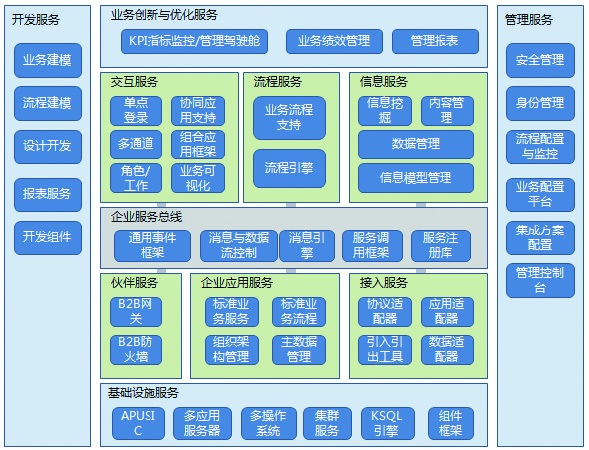 开发服务
业务建模
流程建模
设计开发
报表服务
开发组件
业务创新与优化服务
KPI指标监控/管理驾驶舱
业务绩效管理
管理报表
交互服务
单点
登录
协同应
用支持
多通道
组合应
用框架
角色/
工作
业务可
视化
流程服务
业务流程
支持
流程引擎
信息服务
信息挖
掘
内容管
理
数据管理
信息模型管理
企业服务总线
通用事件
框架
消息与数据
流控制
消息引
擎
服务调
用框架
服务注
册库
伙伴服务
B2B网
关
B2B防
火墙
企业应用服务
标准业
务服务
标准业
务流程
组织架
构管理
主数据
管理
接入服务
协议适
配器
应用适
配器
引入引
出工具
数据适
配器
基础设施服务
APUSI
C
多应用
服务器
多操作
系统
集群
服务
KSQL
引擎
组件
框架
管理服务
安全管理
身份管理
流程配置
与监控
业务配置
平台
集成方案
配置
管理控制
台